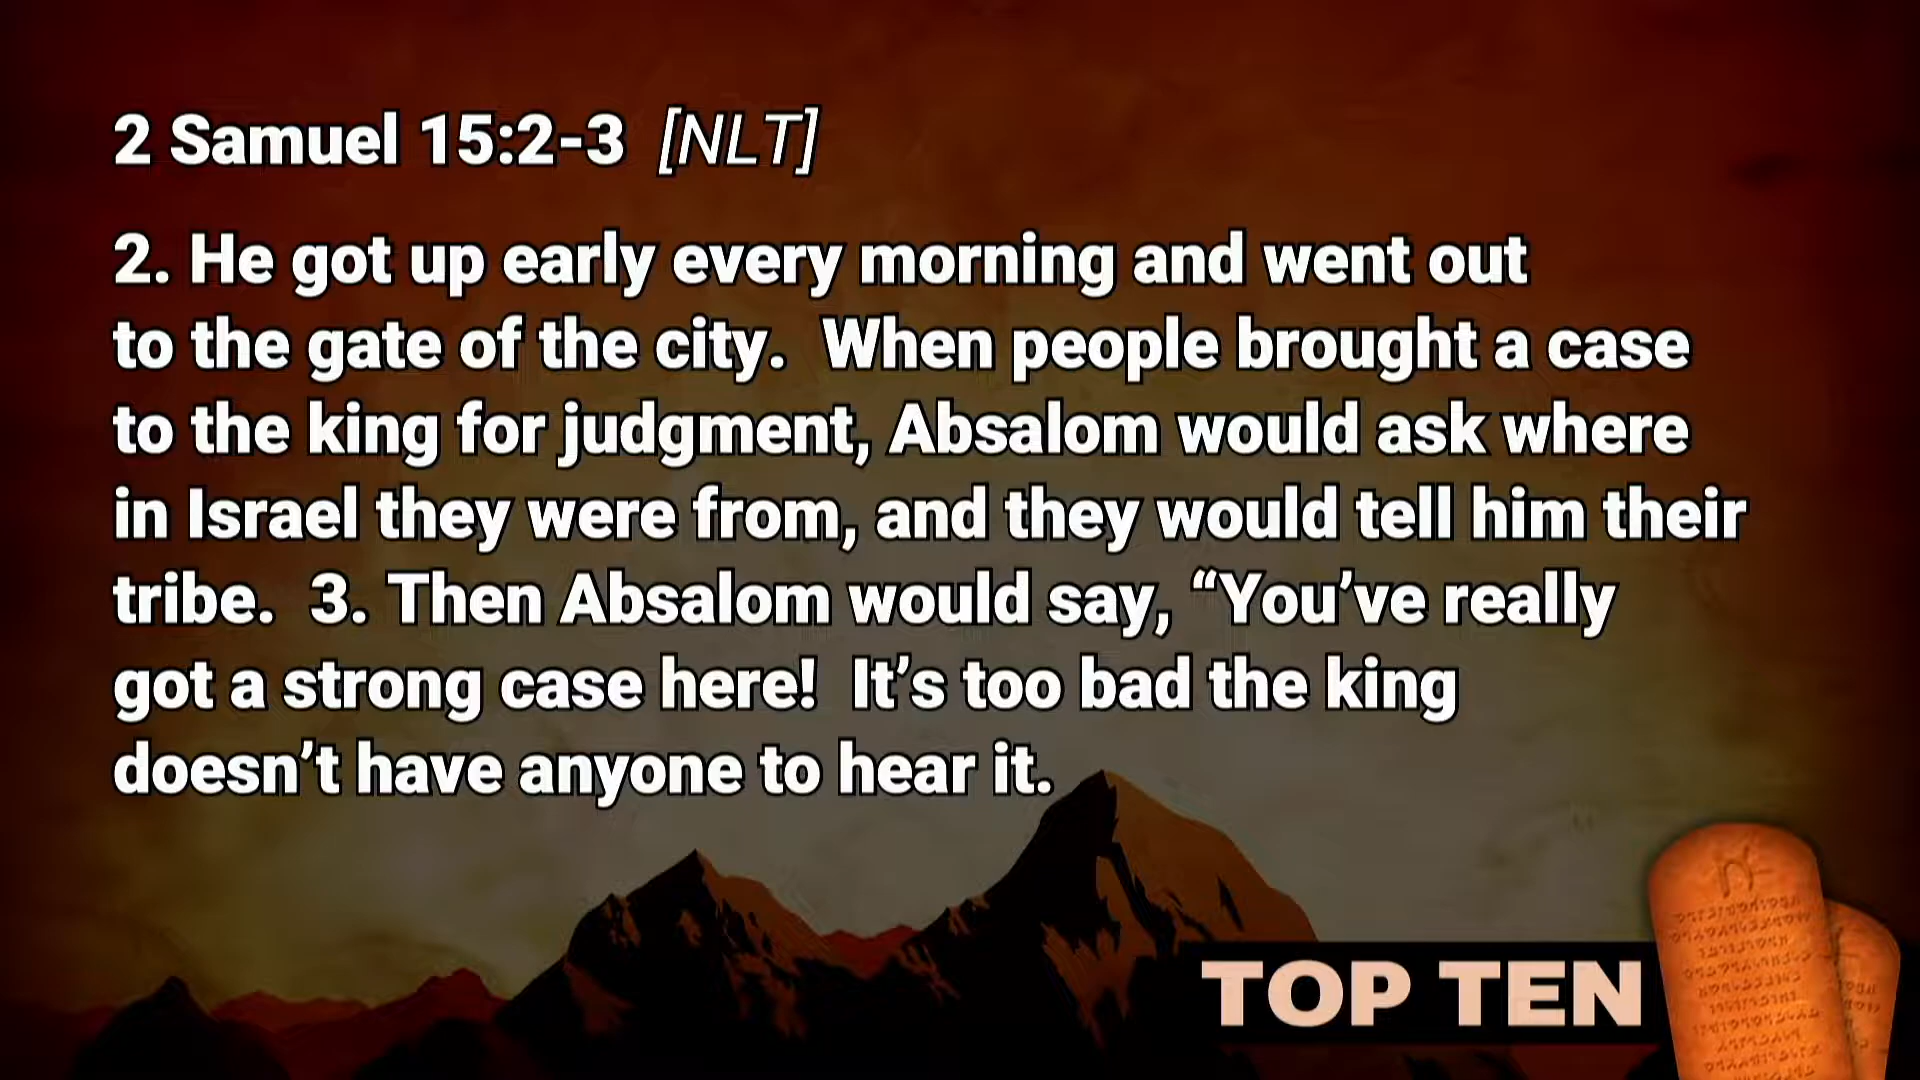 2 Samuel 15:2-3 [NLT]
2. He got up early every morning and went out
to the gate of the city.  When people brought a case
to the king for judgment, Absalom would ask where
in Israel they were from, and they would tell him their
tribe.  3. Then Absalom would say, “You’ve really
got a strong case here!  It’s too bad the king
doesn’t have anyone to hear it.
TOP TEN